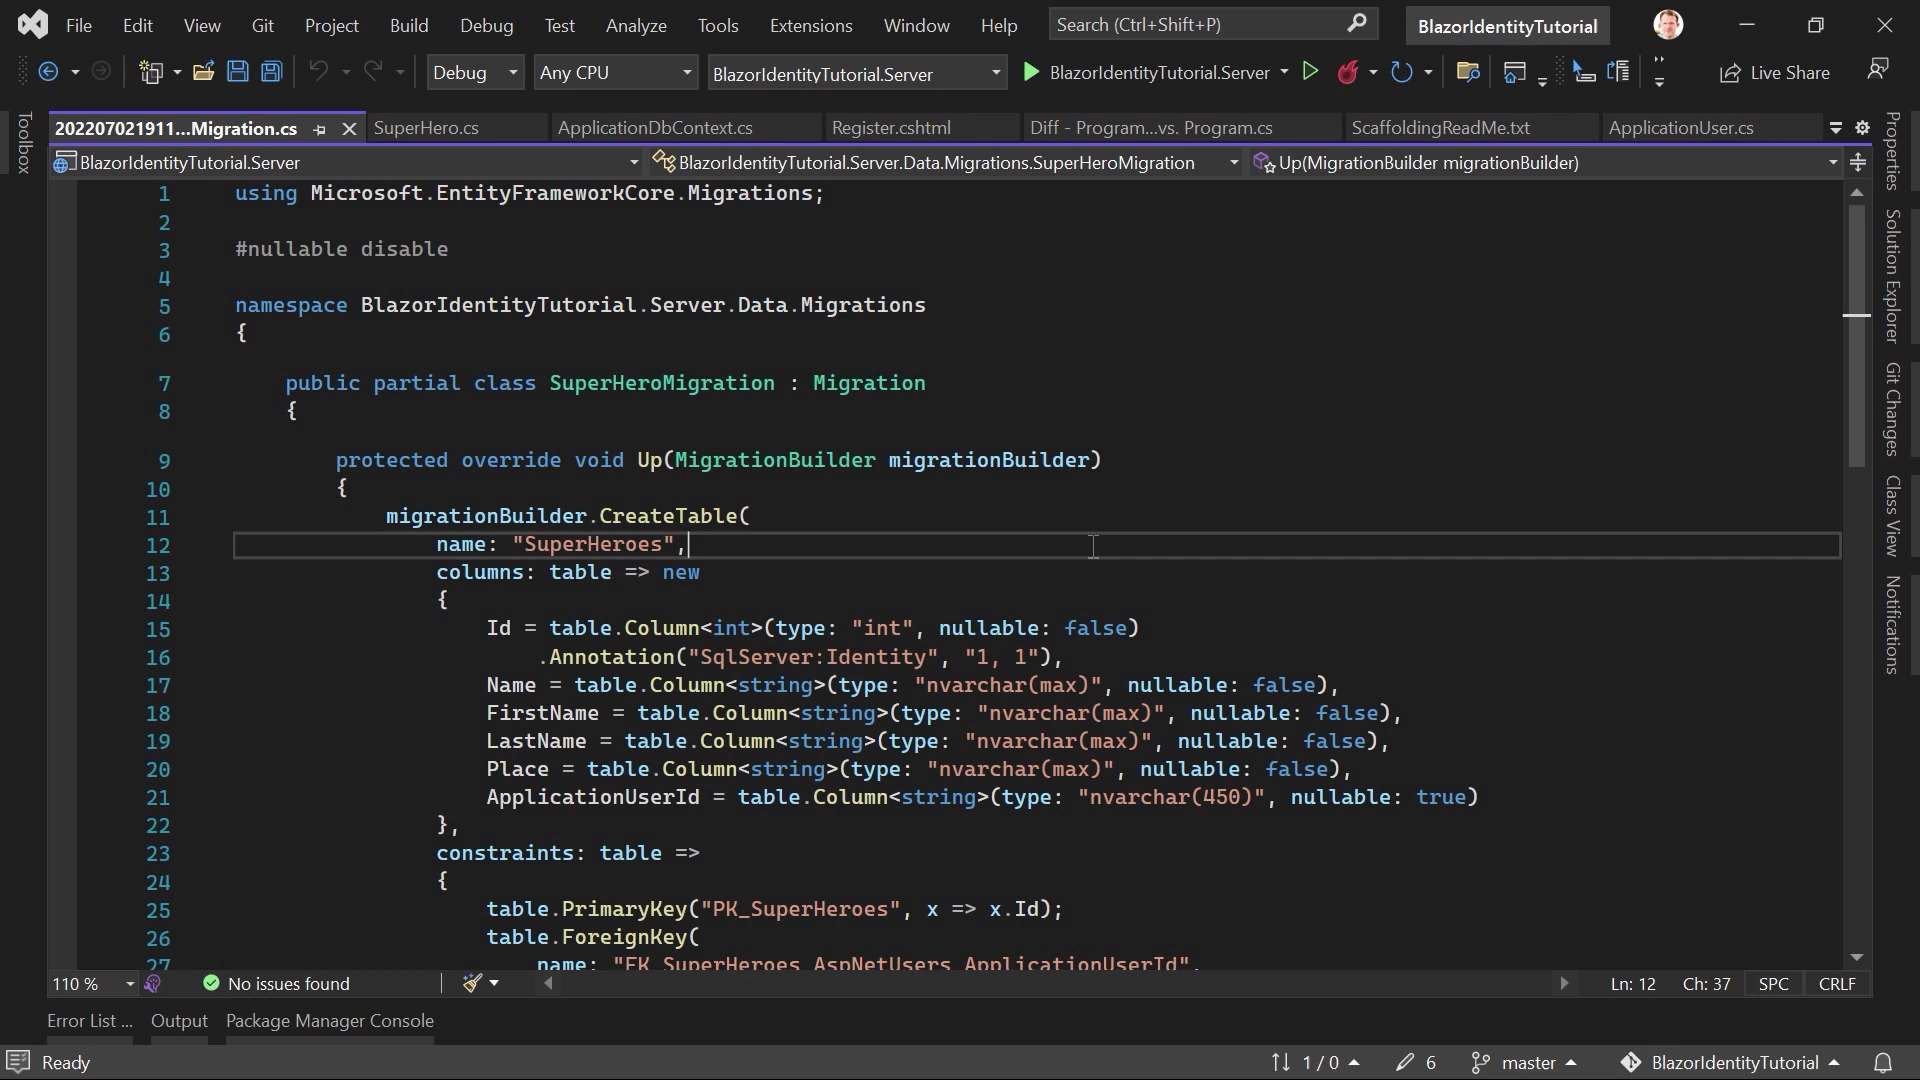 File Edit View Git Project Build Debug Test Analyze Tools Extensions Window Help Search (Ctrl+Shift+P) BlazorIdentityTutorial
Debug Any CPU BlazorIdentityTutorial.Server BlazorIdentityTutorial.Server Live Share
Toolbox
202207021911...Migration.cs SuperHero.cs ApplicationDbContext.cs Register.cshtml Diff - Program...vs. Program.cs ScaffoldingReadMe.txt ApplicationUser.cs
BlazorIdentityTutorial.Server BlazorIdentityTutorial.Server.Data.Migrations.SuperHeroMigration Up(MigrationBuilder migrationBuilder)
1 using Microsoft.EntityFrameworkCore.Migrations;
2
3 #nullable disable
4
5 namespace BlazorIdentityTutorial.Server.Data.Migrations
6 {
7 public partial class SuperHeroMigration : Migration
8 {
9 protected override void Up(MigrationBuilder migrationBuilder)
10 {
11 migrationBuilder.CreateTable(
12 name: "SuperHeroes",
13 columns: table => new
14 {
15 Id = table.Column<int>(type: "int", nullable: false)
16 .Annotation("SqlServer:Identity", "1, 1"),
17 Name = table.Column<string>(type: "nvarchar(max)", nullable: false),
18 FirstName = table.Column<string>(type: "nvarchar(max)", nullable: false),
19 LastName = table.Column<string>(type: "nvarchar(max)", nullable: false),
20 Place = table.Column<string>(type: "nvarchar(max)", nullable: false),
21 ApplicationUserId = table.Column<string>(type: "nvarchar(450)", nullable: true)
22 },
23 constraints: table =>
24 {
25 table.PrimaryKey("PK_SuperHeroes", x => x.Id);
26 table.ForeignKey(
27 name: "FK_SuperHeroes_AspNetUsers_ApplicationUserId",
Properties
Solution Explorer
Git Changes
Class View
Notifications
110 % No issues found Ln: 12 Ch: 37 SPC CRLF
Error List ... Output Package Manager Console
Ready 1 / 0 6 master BlazorIdentityTutorial